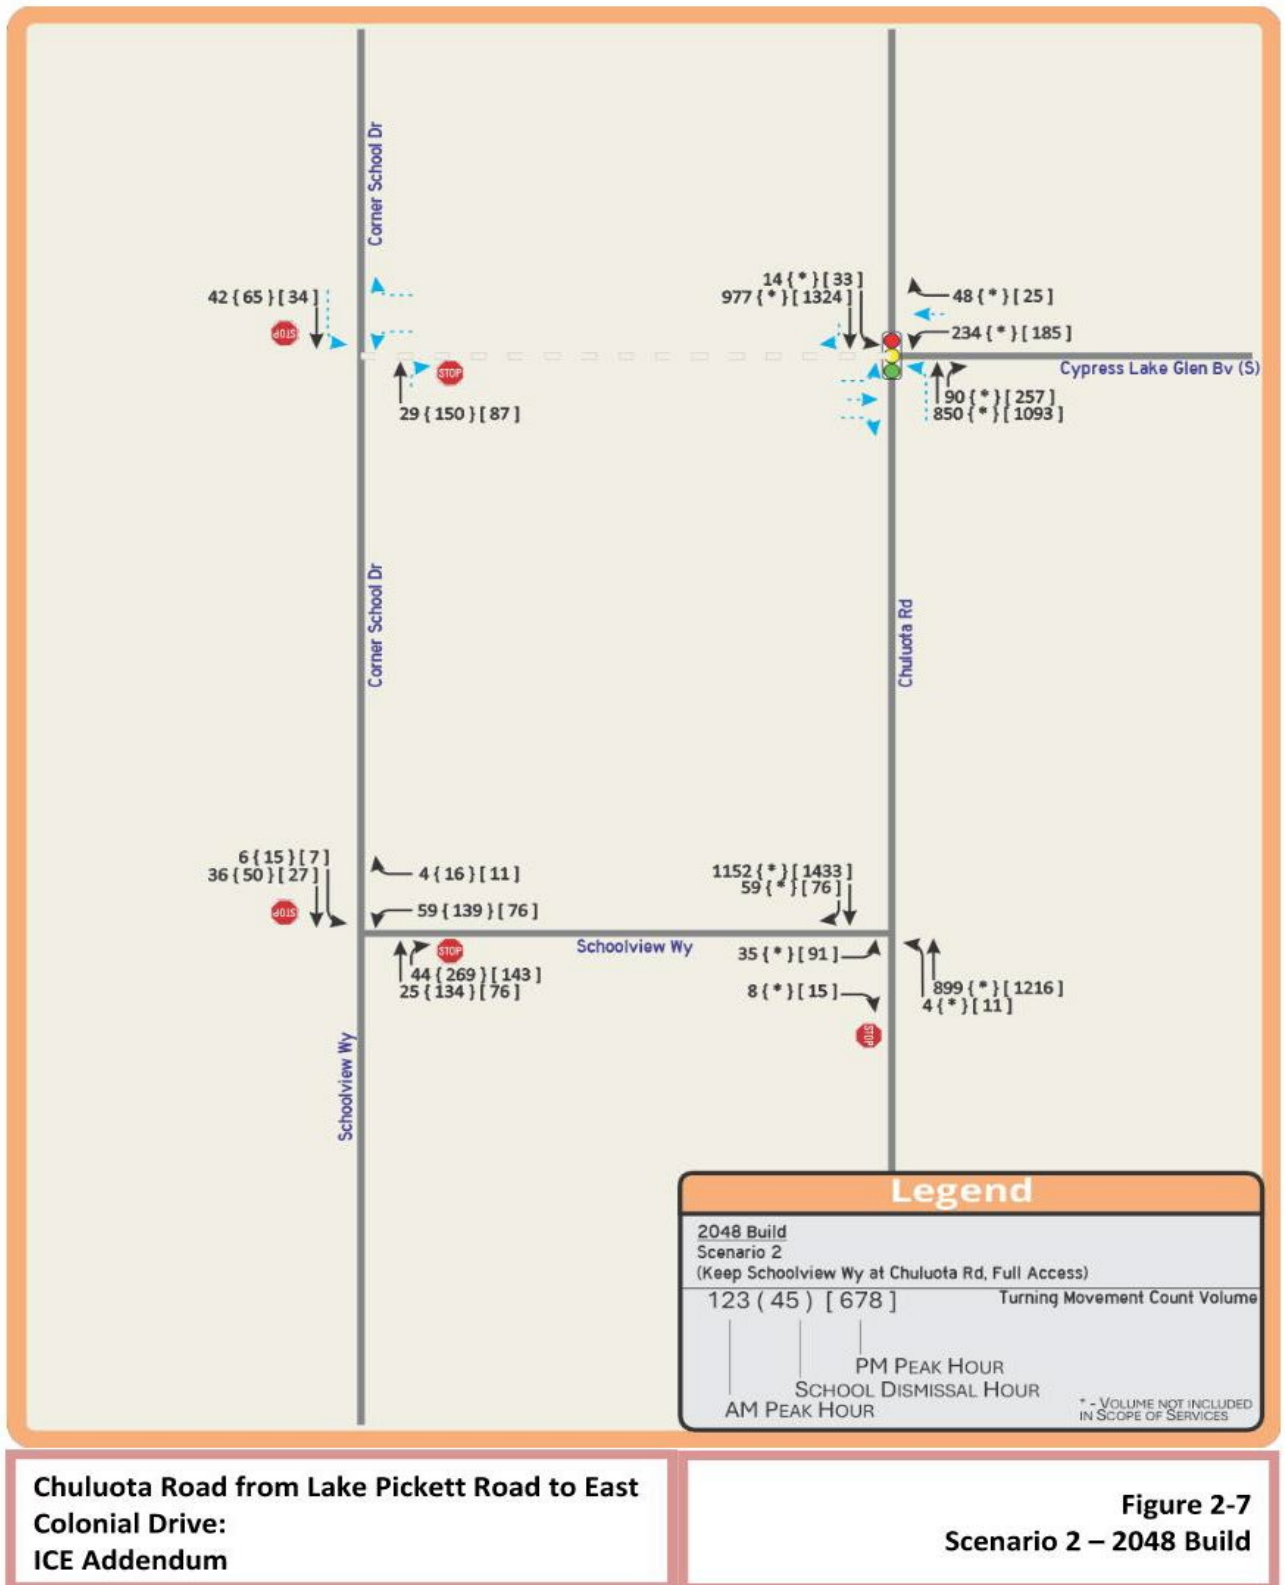 Corner School Dr
14 { * } [ 33 ]
977 { * } [ 1324 ]
42 { 65 } [ 34 ]
STOP
48 { * } [ 25 ]
234 { * } [ 185 ]
Cypress Lake Glen Bv (S)
STOP
29 { 150 } [ 87 ]
90 { * } [ 257 ]
850 { * } [ 1093 ]
Corner School Dr
Chuluota Rd
6 { 15 } [ 7 ]
36 { 50 } [ 27 ]
STOP
4 { 16 } [ 11 ]
59 { 139 } [ 76 ]
1152 { * } [ 1433 ]
59 { * } [ 76 ]
Schoolview Wy
STOP
44 { 269 } [ 143 ]
25 { 134 } [ 76 ]
35 { * } [ 91 ]
8 { * } [ 15 ]
STOP
899 { * } [ 1216 ]
4 { * } [ 11 ]
Schoolview Wy
Legend
2048 Build
Scenario 2
(Keep Schoolview Wy at Chuluota Rd, Full Access)
123 ( 45 ) [ 678 ]
Turning Movement Count Volume
PM PEAK HOUR
SCHOOL DISMISSAL HOUR
AM PEAK HOUR
* - VOLUME NOT INCLUDED
IN SCOPE OF SERVICES
Chuluota Road from Lake Pickett Road to East
Colonial Drive:
ICE Addendum
Figure 2-7
Scenario 2 – 2048 Build